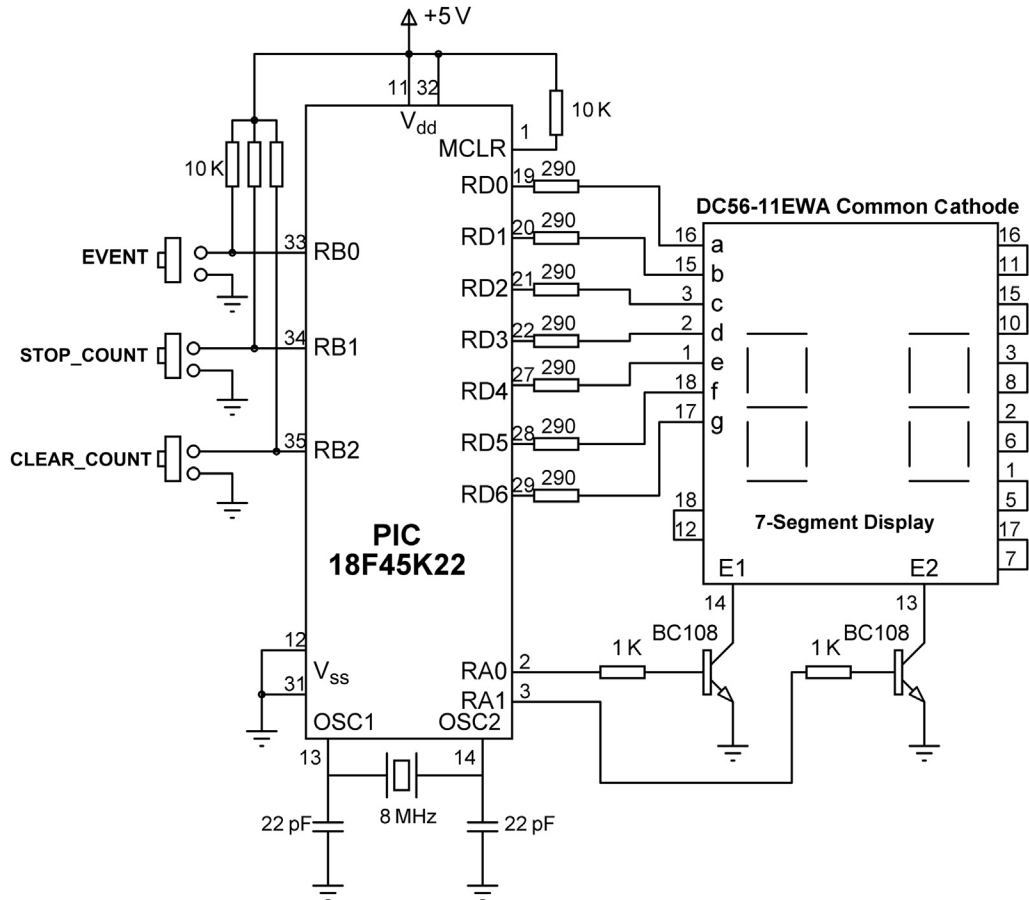 +5 V
11 32
Vdd
10 K
1
MCLR
10 K
RD0 19 290
RD1 20 290
RD2 21 290
RD3 22 290
RD4 27 290
RD5 28 290
RD6 29 290
EVENT
33 RB0
STOP_COUNT
34 RB1
CLEAR_COUNT
35 RB2
PIC
18F45K22
12
Vss
31
OSC1
OSC2
RA0 2
RA1 3
13
14
8 MHz
22 pF
22 pF
DC56-11EWA Common Cathode
16 a
15 b
3 c
2 d
1 e
18 f
17 g
18
12
16
11
15
10
3
8
2
6
1
5
17
7
7-Segment Display
E1
E2
14
13
1 K
BC108
1 K
BC108